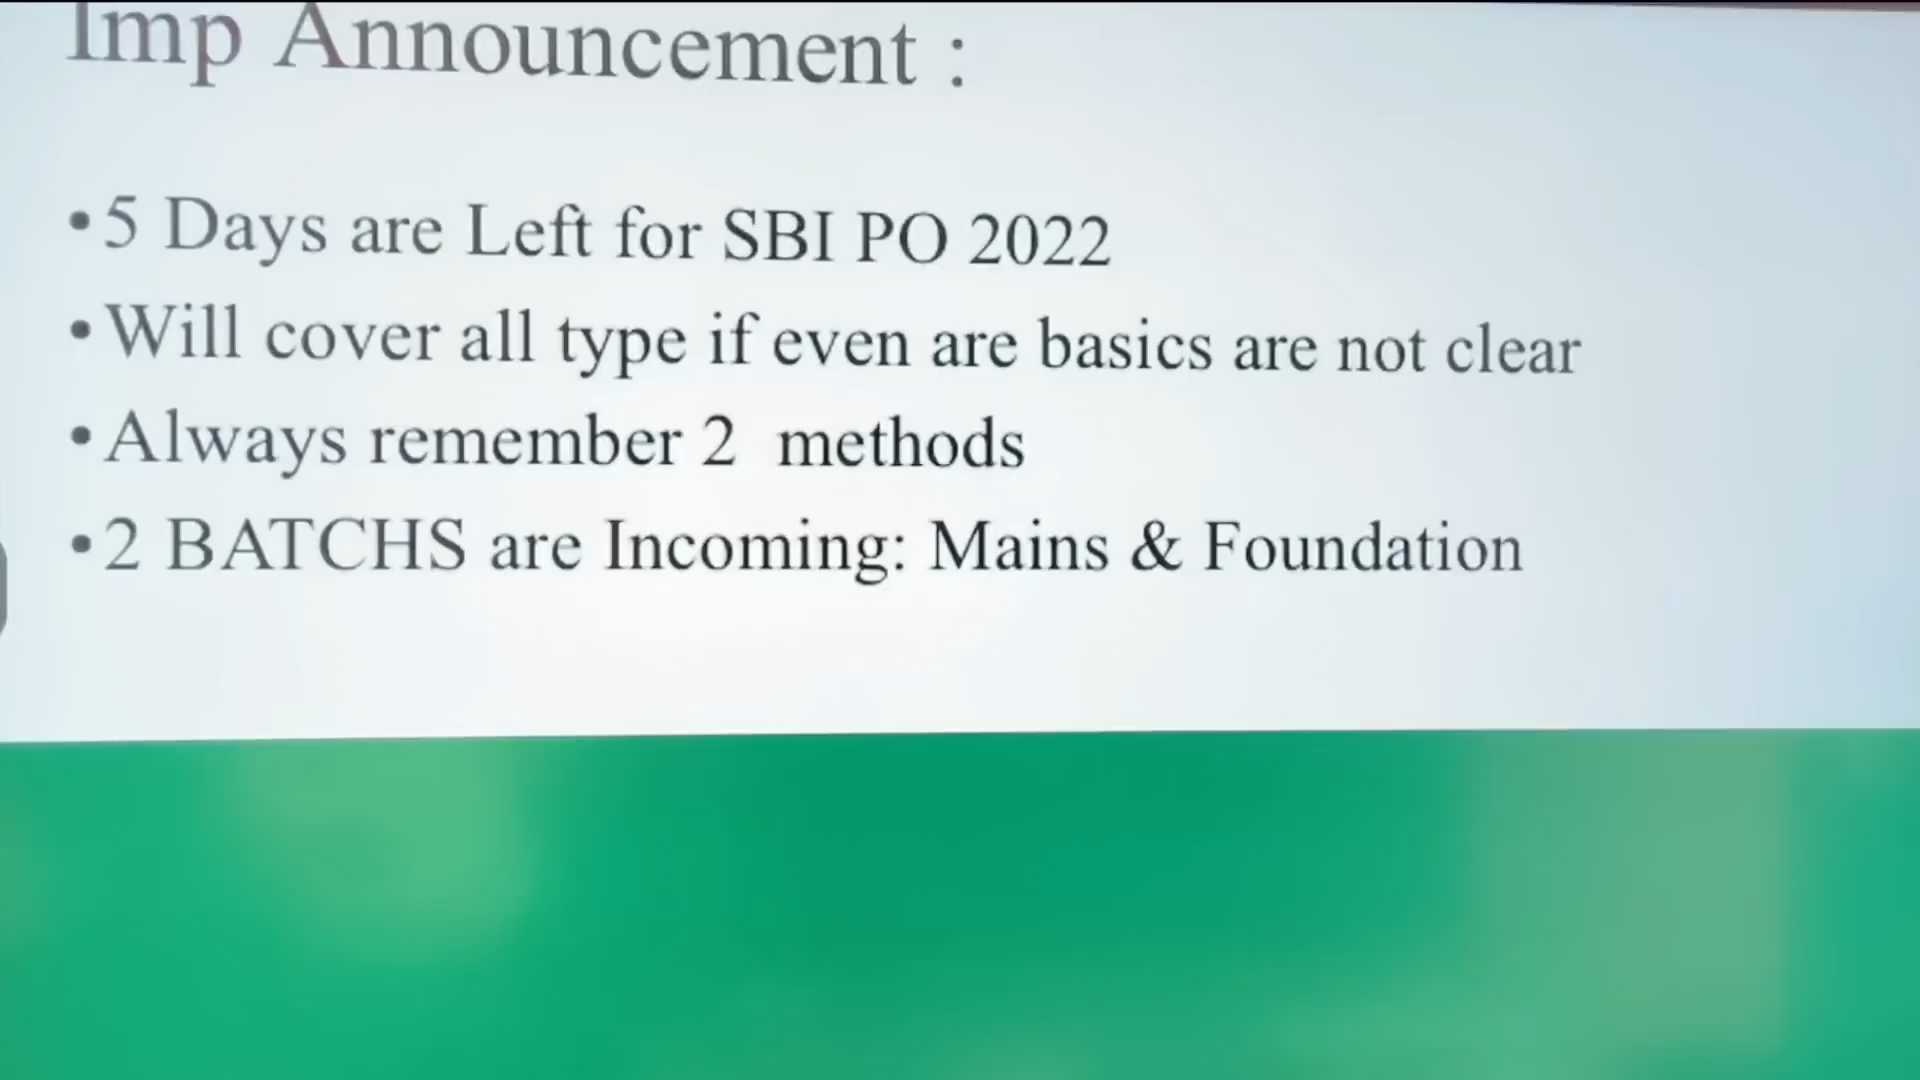 Imp Announcement :
•5 Days are Left for SBI PO 2022
•Will cover all type if even are basics are not clear
•Always remember 2 methods
•2 BATCHS are Incoming: Mains & Foundation